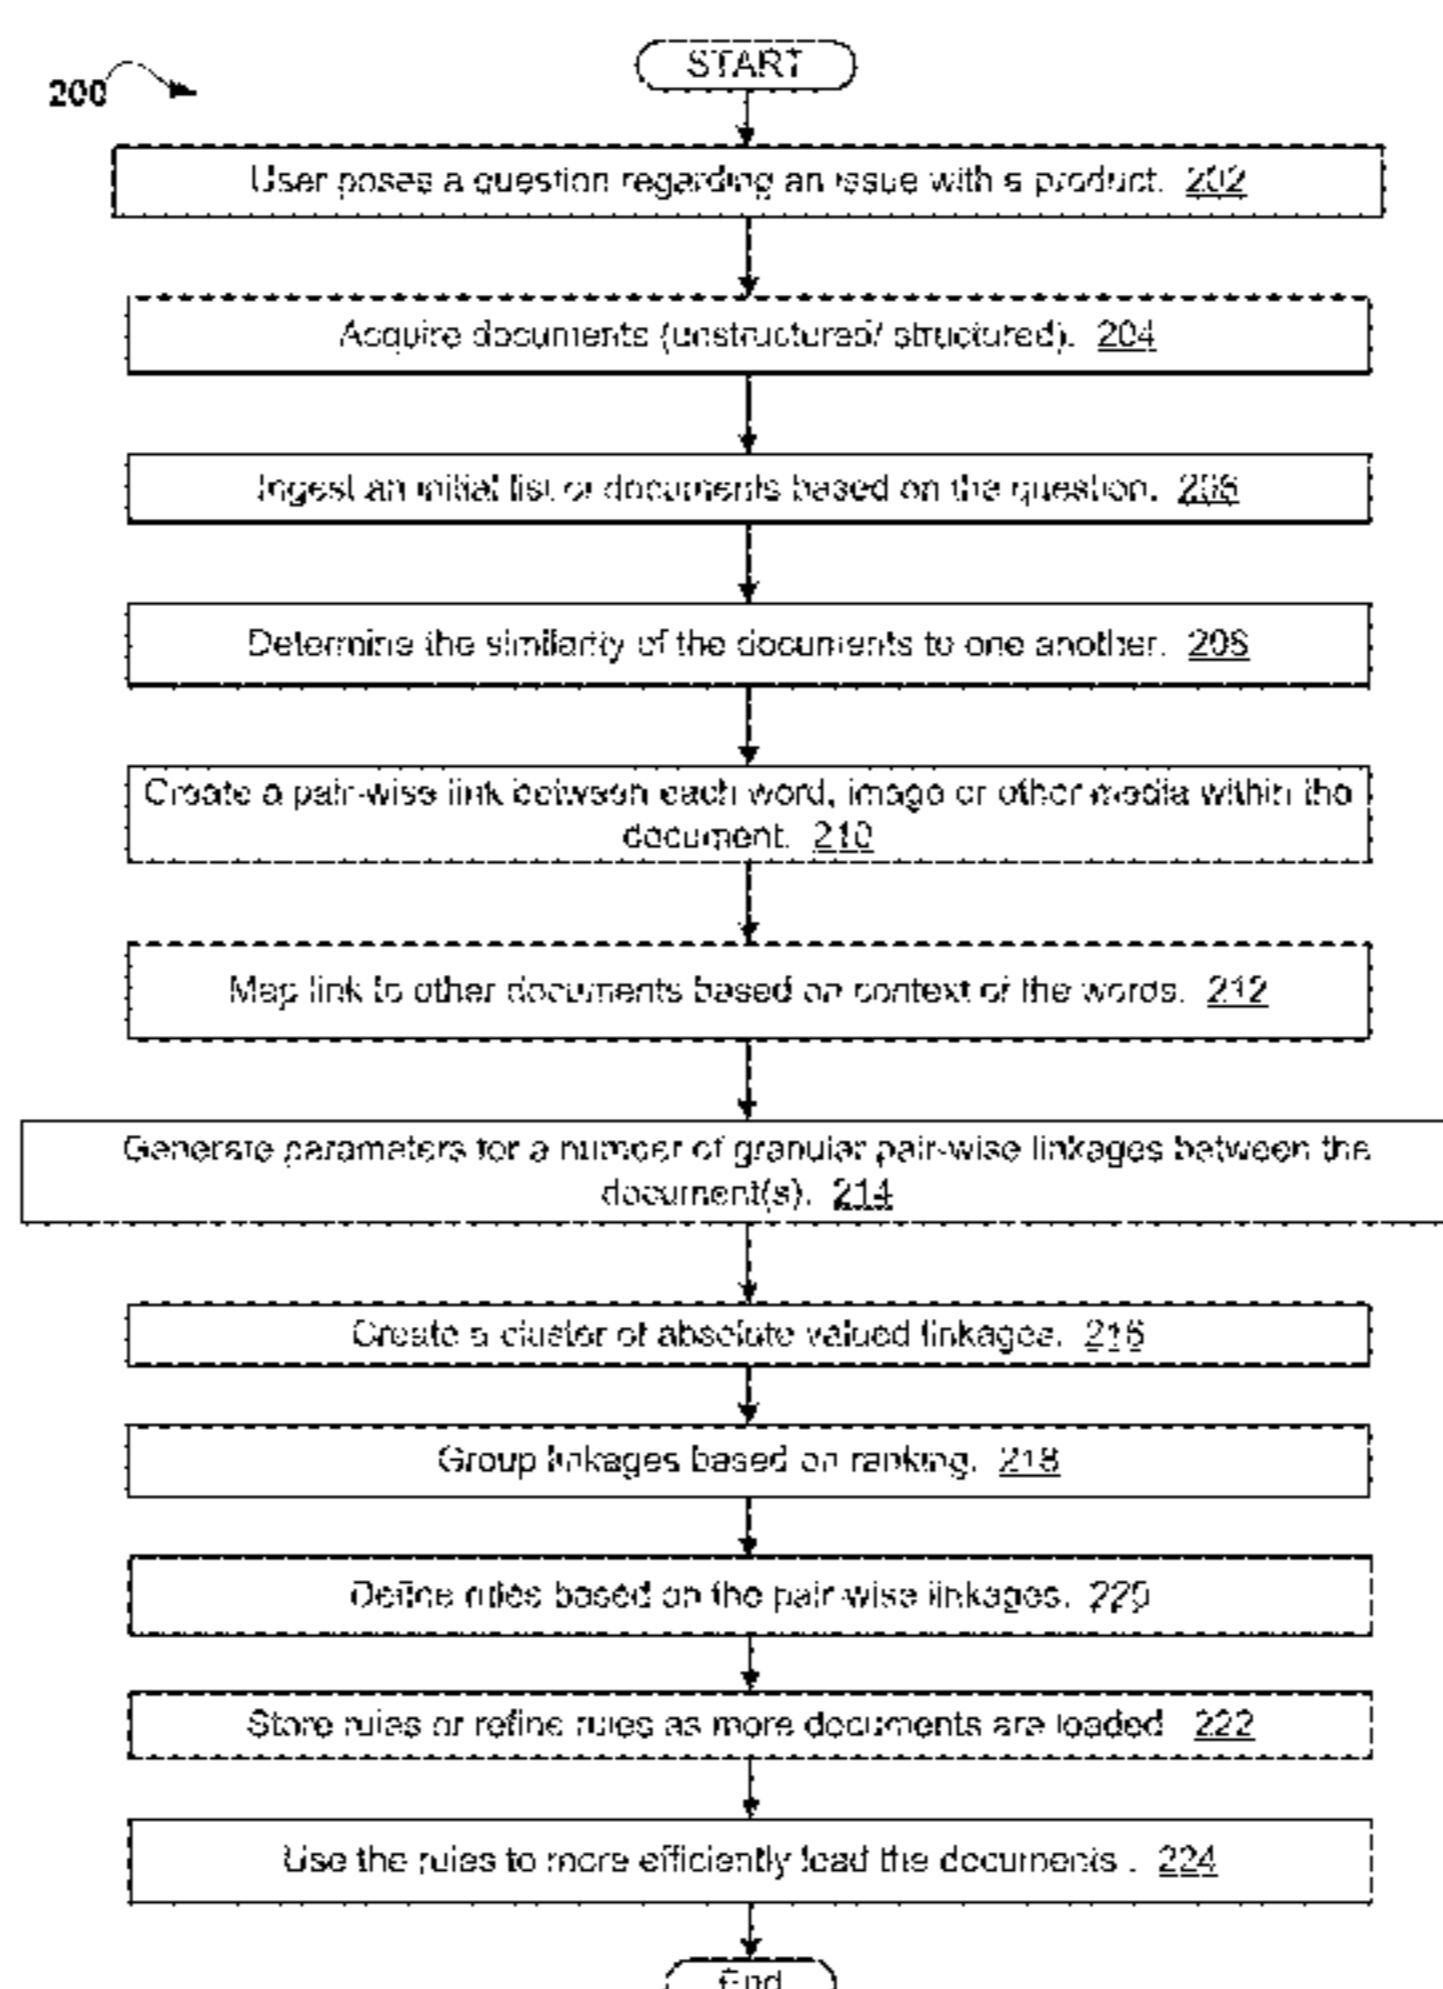 START
200
User poses a question regarding an issue with a product. 202
Acquire documents (unstructured/ structured). 204
Ingest an initial list of documents based on the question. 206
Determine the similarity of the documents to one another. 208
Create a pair-wise link between each word, image or other media within the
document. 210
Map link to other documents based on context of the words. 212
Generate parameters for a number of granular pair-wise linkages between the
document(s). 214
Create a cluster of absolute valued linkages. 216
Group linkages based on ranking. 218
Define rules based on the pair-wise linkages. 220
Store rules or refine rules as more documents are loaded 222
Use the rules to more efficiently load the documents . 224
End